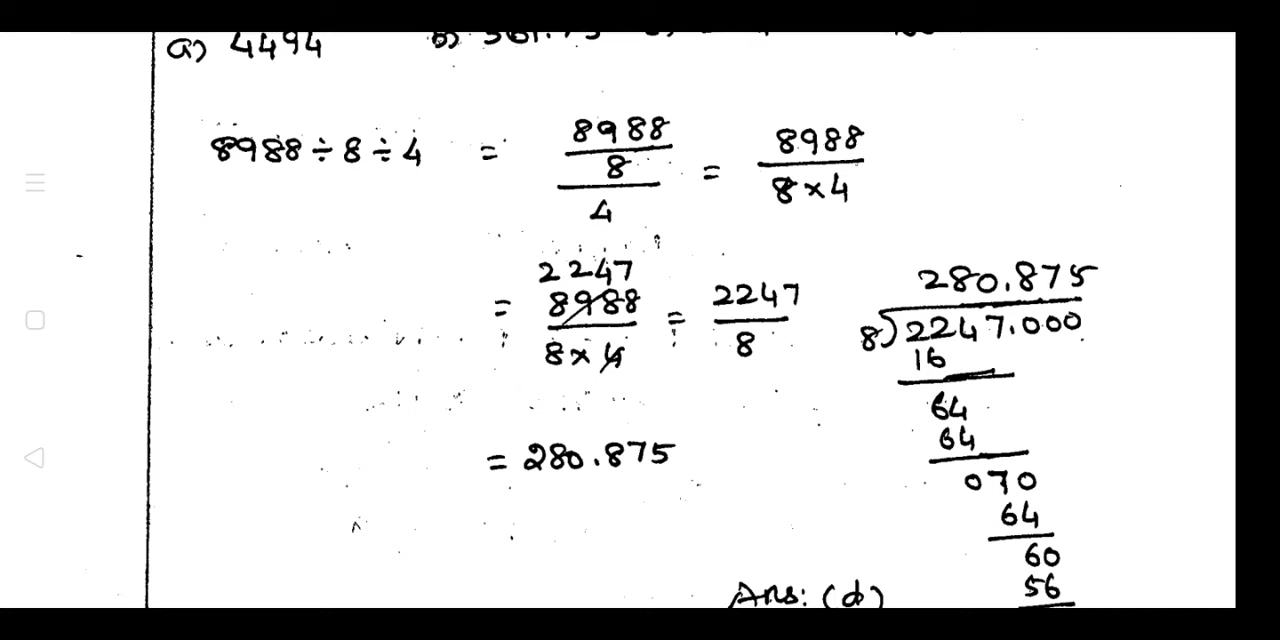 a) 4494
8988 ÷ 8 ÷ 4 = 8988 / 8 / 4 = 8988 / 8 × 4
2247
= 8988 / 8 × 4 = 2247 / 8
= 280.875
280.875
8) 2247.000
16
64
64
070
64
60
56
Ans: (d)